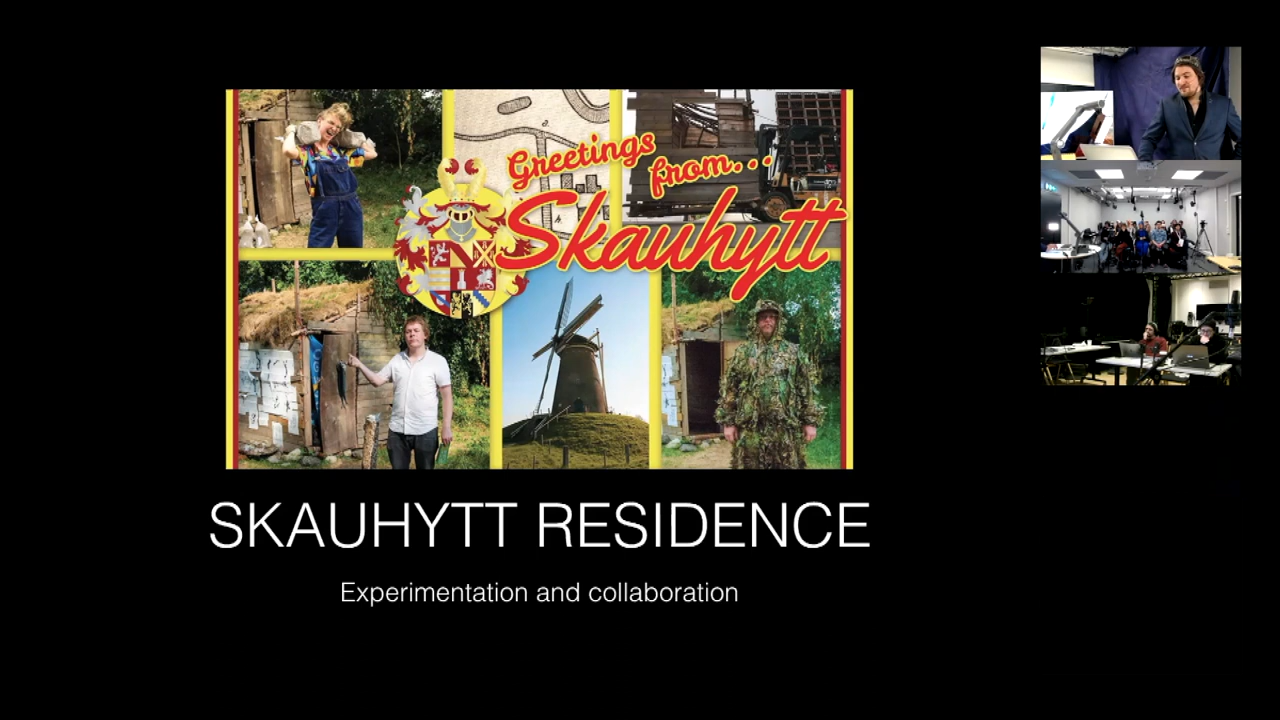 Greetings
from...
Skauhytt
SKAUHYTT RESIDENCE
Experimentation and collaboration